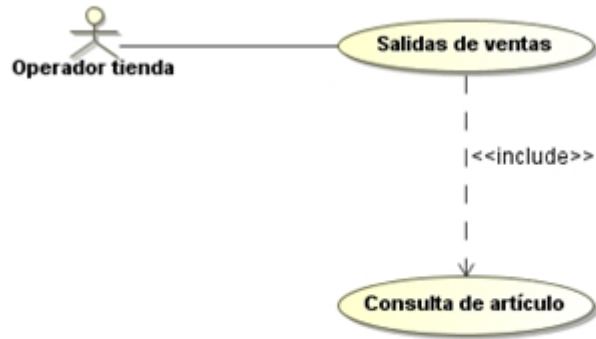 Salidas de ventas
Operador tienda
<<include>>
Consulta de artículo